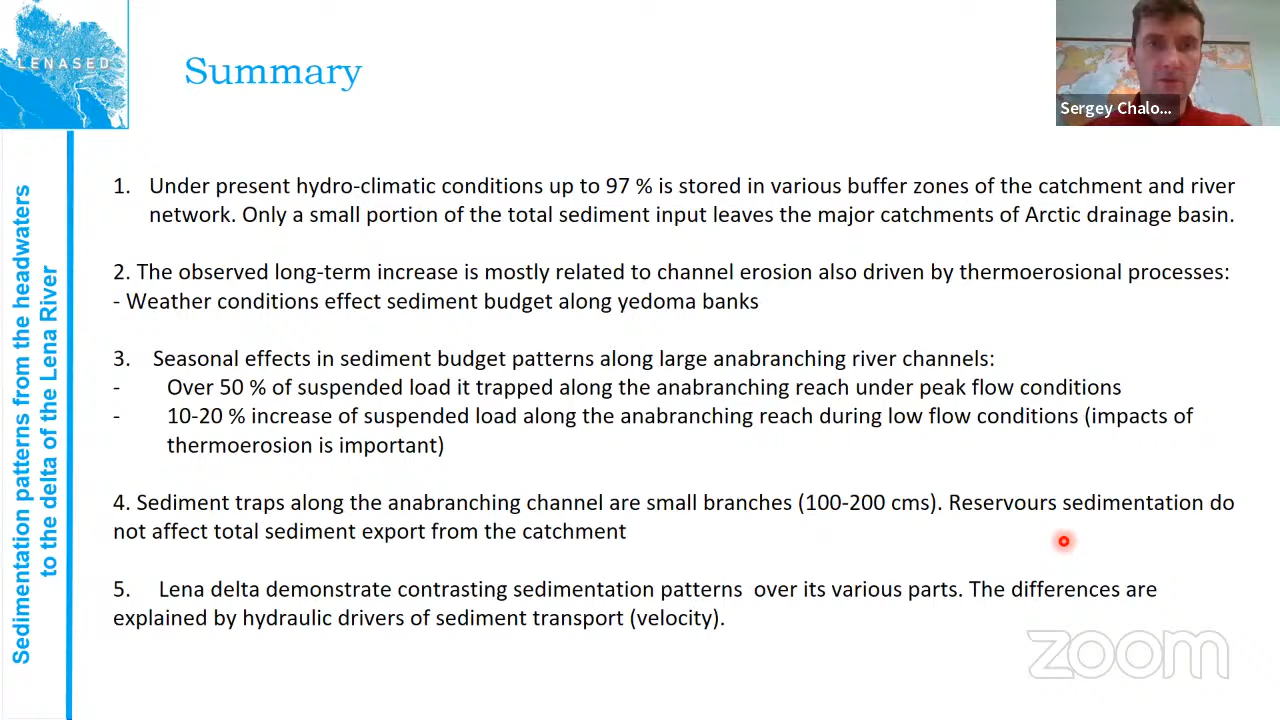 LENASED
Summary
Sergey Chalo...
Sedimentation patterns from the headwaters
to the delta of the Lena River
1. Under present hydro-climatic conditions up to 97 % is stored in various buffer zones of the catchment and river
network. Only a small portion of the total sediment input leaves the major catchments of Arctic drainage basin.
2. The observed long-term increase is mostly related to channel erosion also driven by thermoerosional processes:
- Weather conditions effect sediment budget along yedoma banks
3. Seasonal effects in sediment budget patterns along large anabranching river channels:
- Over 50 % of suspended load it trapped along the anabranching reach under peak flow conditions
- 10-20 % increase of suspended load along the anabranching reach during low flow conditions (impacts of
thermoerosion is important)
4. Sediment traps along the anabranching channel are small branches (100-200 cms). Reservours sedimentation do
not affect total sediment export from the catchment
5. Lena delta demonstrate contrasting sedimentation patterns over its various parts. The differences are
explained by hydraulic drivers of sediment transport (velocity).
zoom